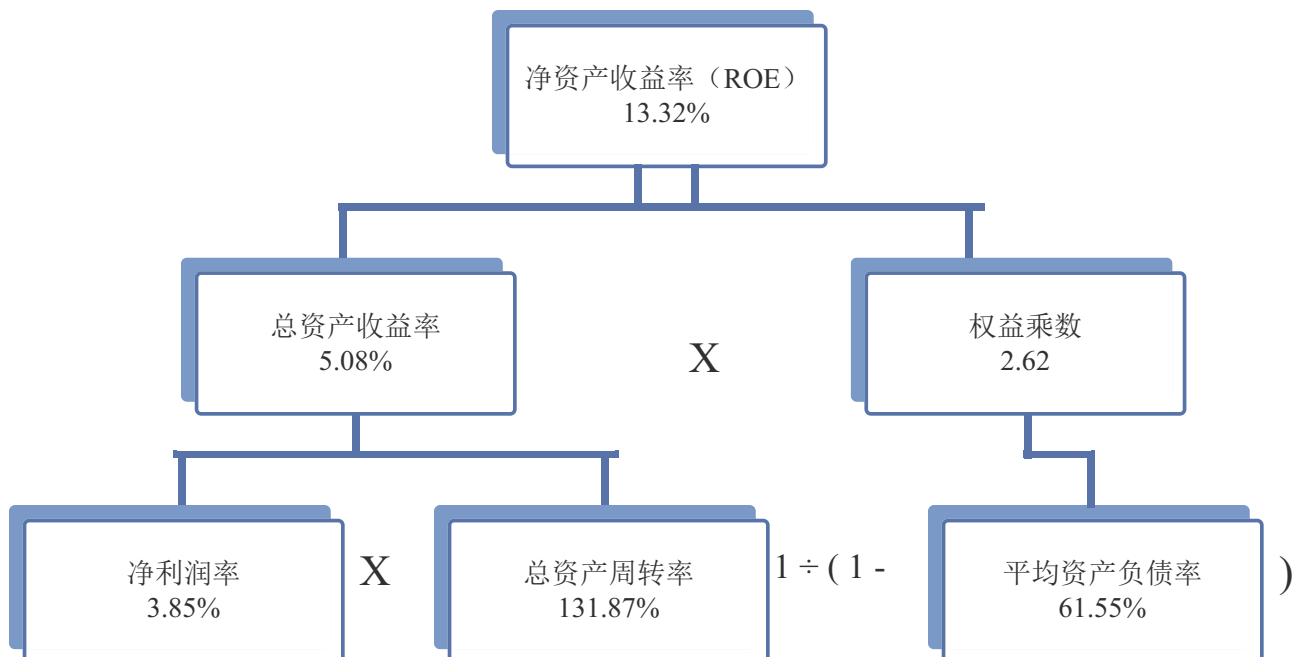 净资产收益率（ROE）
13.32%
总资产收益率
5.08%
X
权益乘数
2.62
净利润率
3.85%
X
总资产周转率
131.87%
1 ÷ ( 1 -
平均资产负债率
61.55%
)